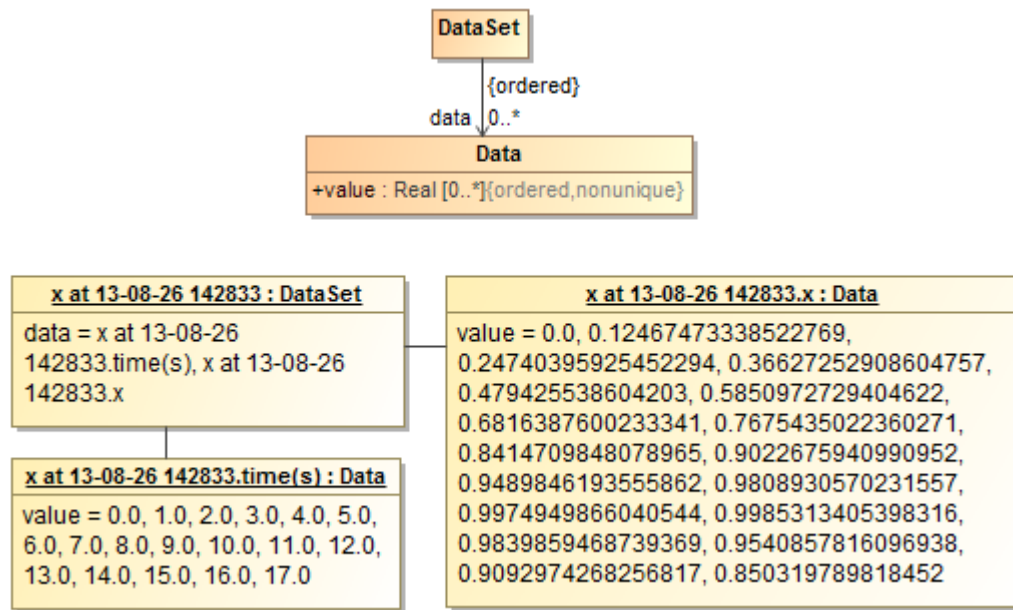 DataSet
{ordered}
data 0..*
Data
+value : Real [0..*]{ordered,nonunique}
x at 13-08-26 142833 : DataSet
data = x at 13-08-26
142833.time(s), x at 13-08-26
142833.x
x at 13-08-26 142833.x : Data
value = 0.0, 0.12467473338522769,
0.24740395925452294, 0.36627252908604757,
0.479425538604203, 0.5850972729404622,
0.6816387600233341, 0.7675435022360271,
0.8414709848078965, 0.9022675940990952,
0.9489846193555862, 0.9808930570231557,
0.9974949866040544, 0.9985313405398316,
0.9839859468739369, 0.9540857816096938,
0.9092974268256817, 0.850319789818452
x at 13-08-26 142833.time(s) : Data
value = 0.0, 1.0, 2.0, 3.0, 4.0, 5.0,
6.0, 7.0, 8.0, 9.0, 10.0, 11.0, 12.0,
13.0, 14.0, 15.0, 16.0, 17.0